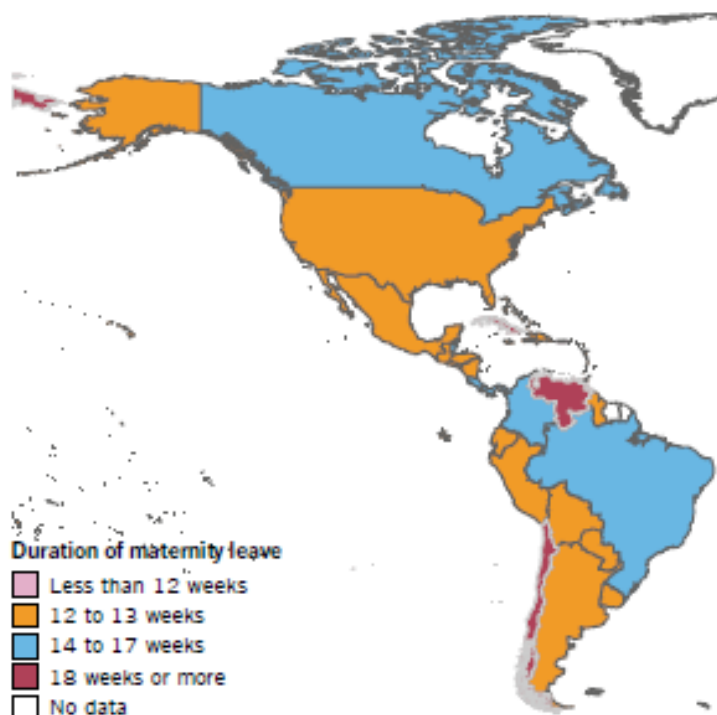 Duration of maternity leave
Less than 12 weeks
12 to 13 weeks
14 to 17 weeks
18 weeks or more
No data